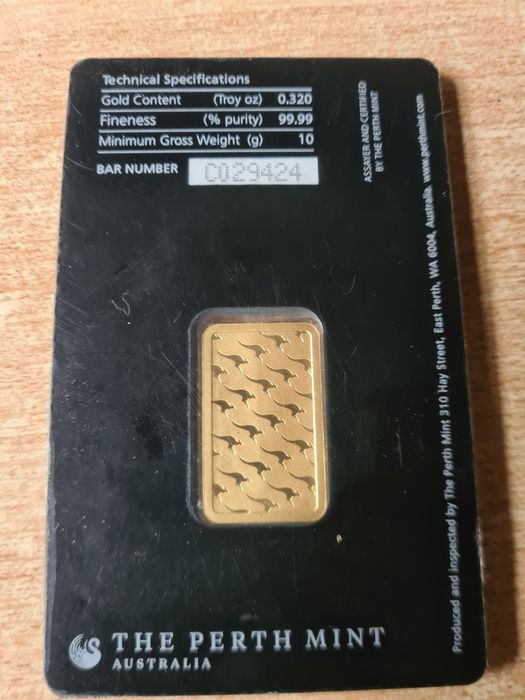 Technical Specifications
Gold Content (Troy oz) 0.320
Fineness (% purity) 99.99
Minimum Gross Weight (g) 10
BAR NUMBER C029424
ASSAYED AND CERTIFIED
BY THE PERTH MINT
Produced and inspected by The Perth Mint 310 Hay Street, East Perth, WA 6004, Australia. www.perthmint.com
THE PERTH MINT
AUSTRALIA